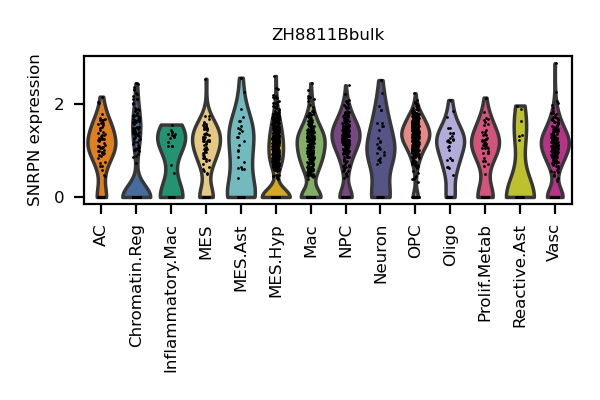 ZH8811Bbulk
SNRPN expression
2
0
AC
Chromatin.Reg
Inflammatory.Mac
MES
MES.Ast
MES.Hyp
Mac
NPC
Neuron
OPC
Oligo
Prolif.Metab
Reactive.Ast
Vasc